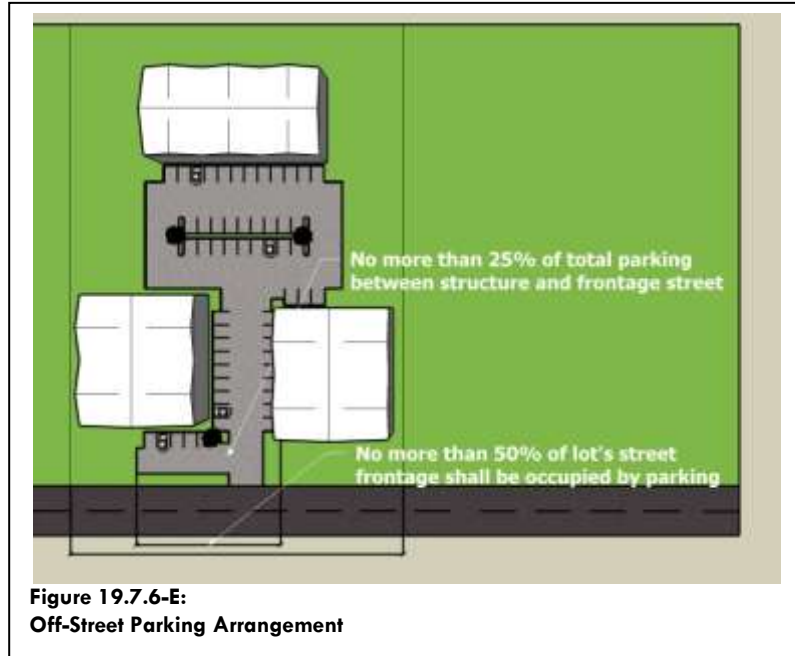 No more than 25% of total parking
between structure and frontage street
No more than 50% of lot's street
frontage shall be occupied by parking
Figure 19.7.6-E:
Off-Street Parking Arrangement